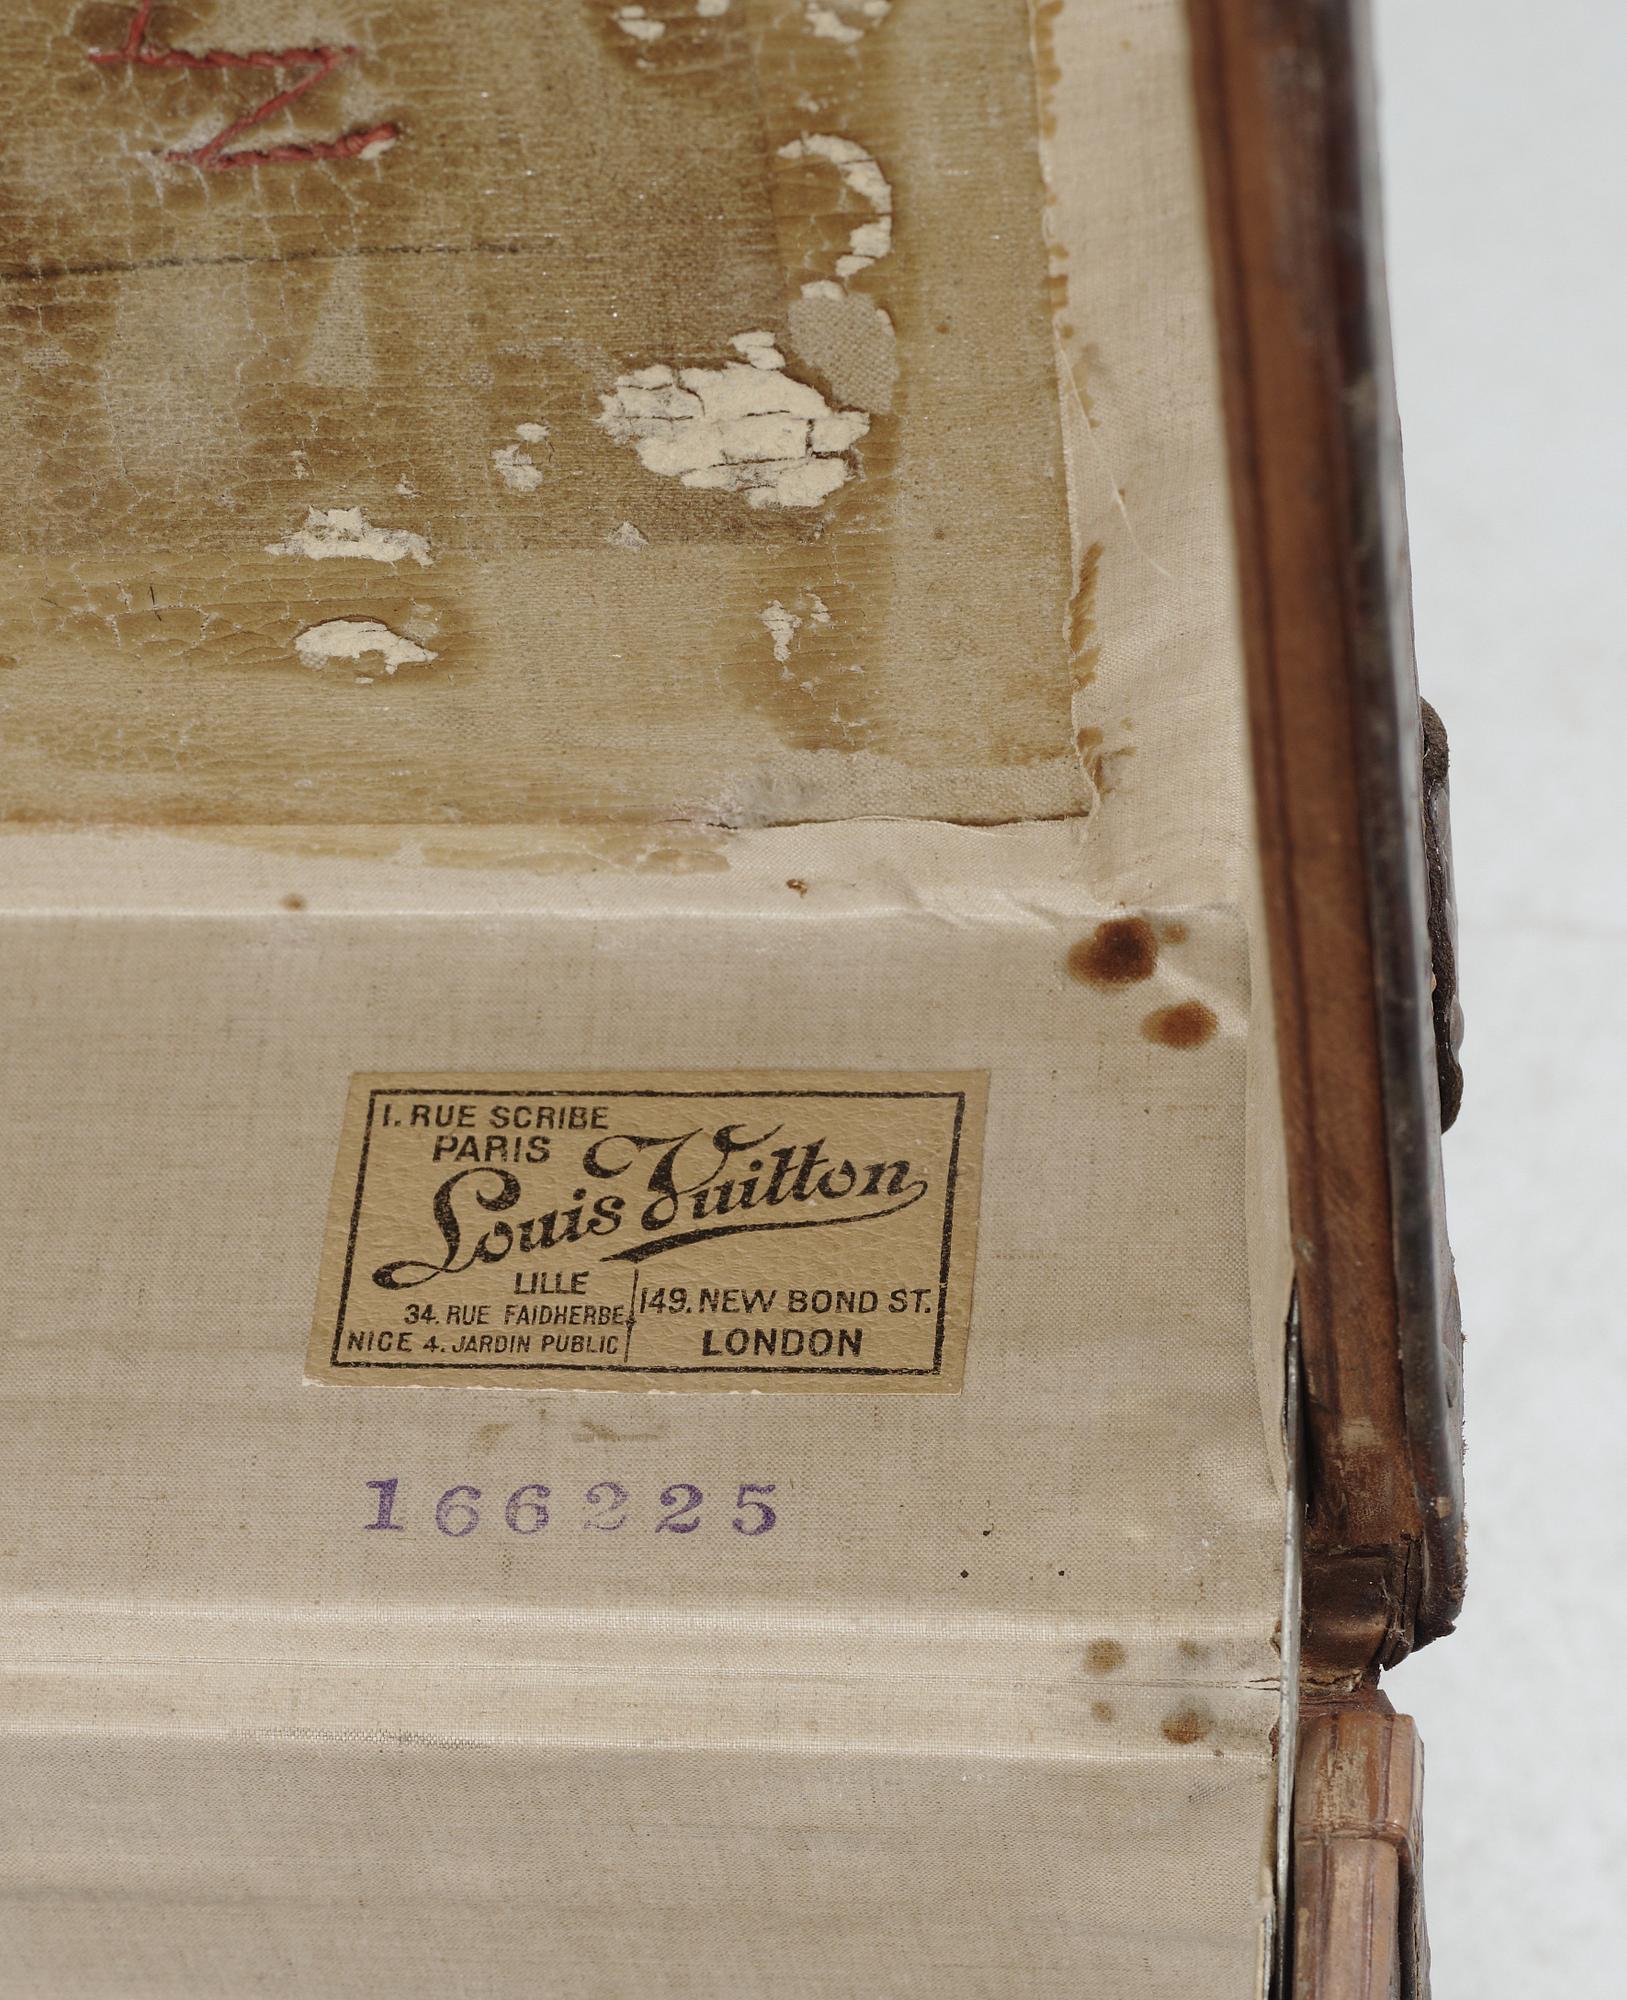 1. RUE SCRIBE
PARIS
Louis Vuitton
LILLE
34. RUE FAIDHERBE.
NICE 4. JARDIN PUBLIC
149. NEW BOND ST.
LONDON
166225